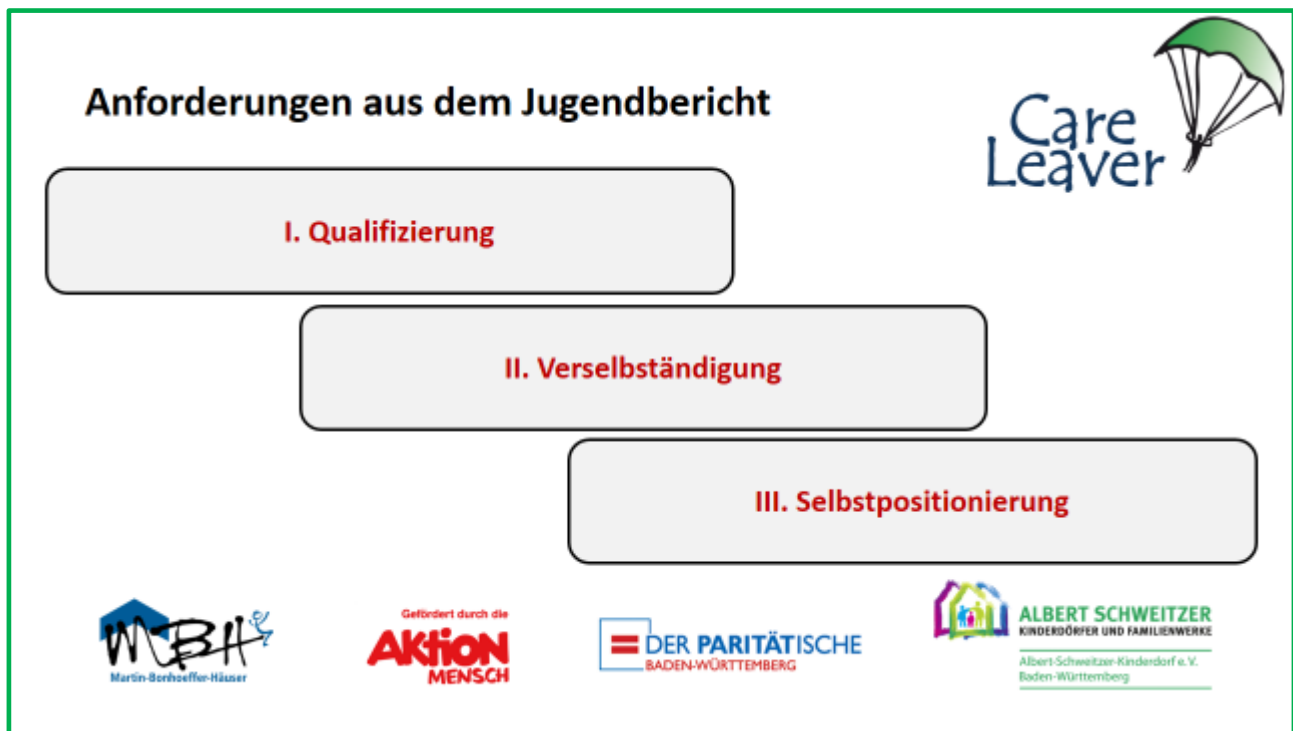 Anforderungen aus dem Jugendbericht
Care
Leaver
I. Qualifizierung
II. Verselbständigung
III. Selbstpositionierung
MBH
Martin-Bonhoeffer-Häuser
Gefördert durch die
AKTION
MENSCH
DER PARITÄTISCHE
BADEN-WÜRTTEMBERG
ALBERT SCHWEITZER
KINDERDÖRFER UND FAMILIENWERKE
Albert-Schweitzer-Kinderdorf e. V.
Baden-Württemberg